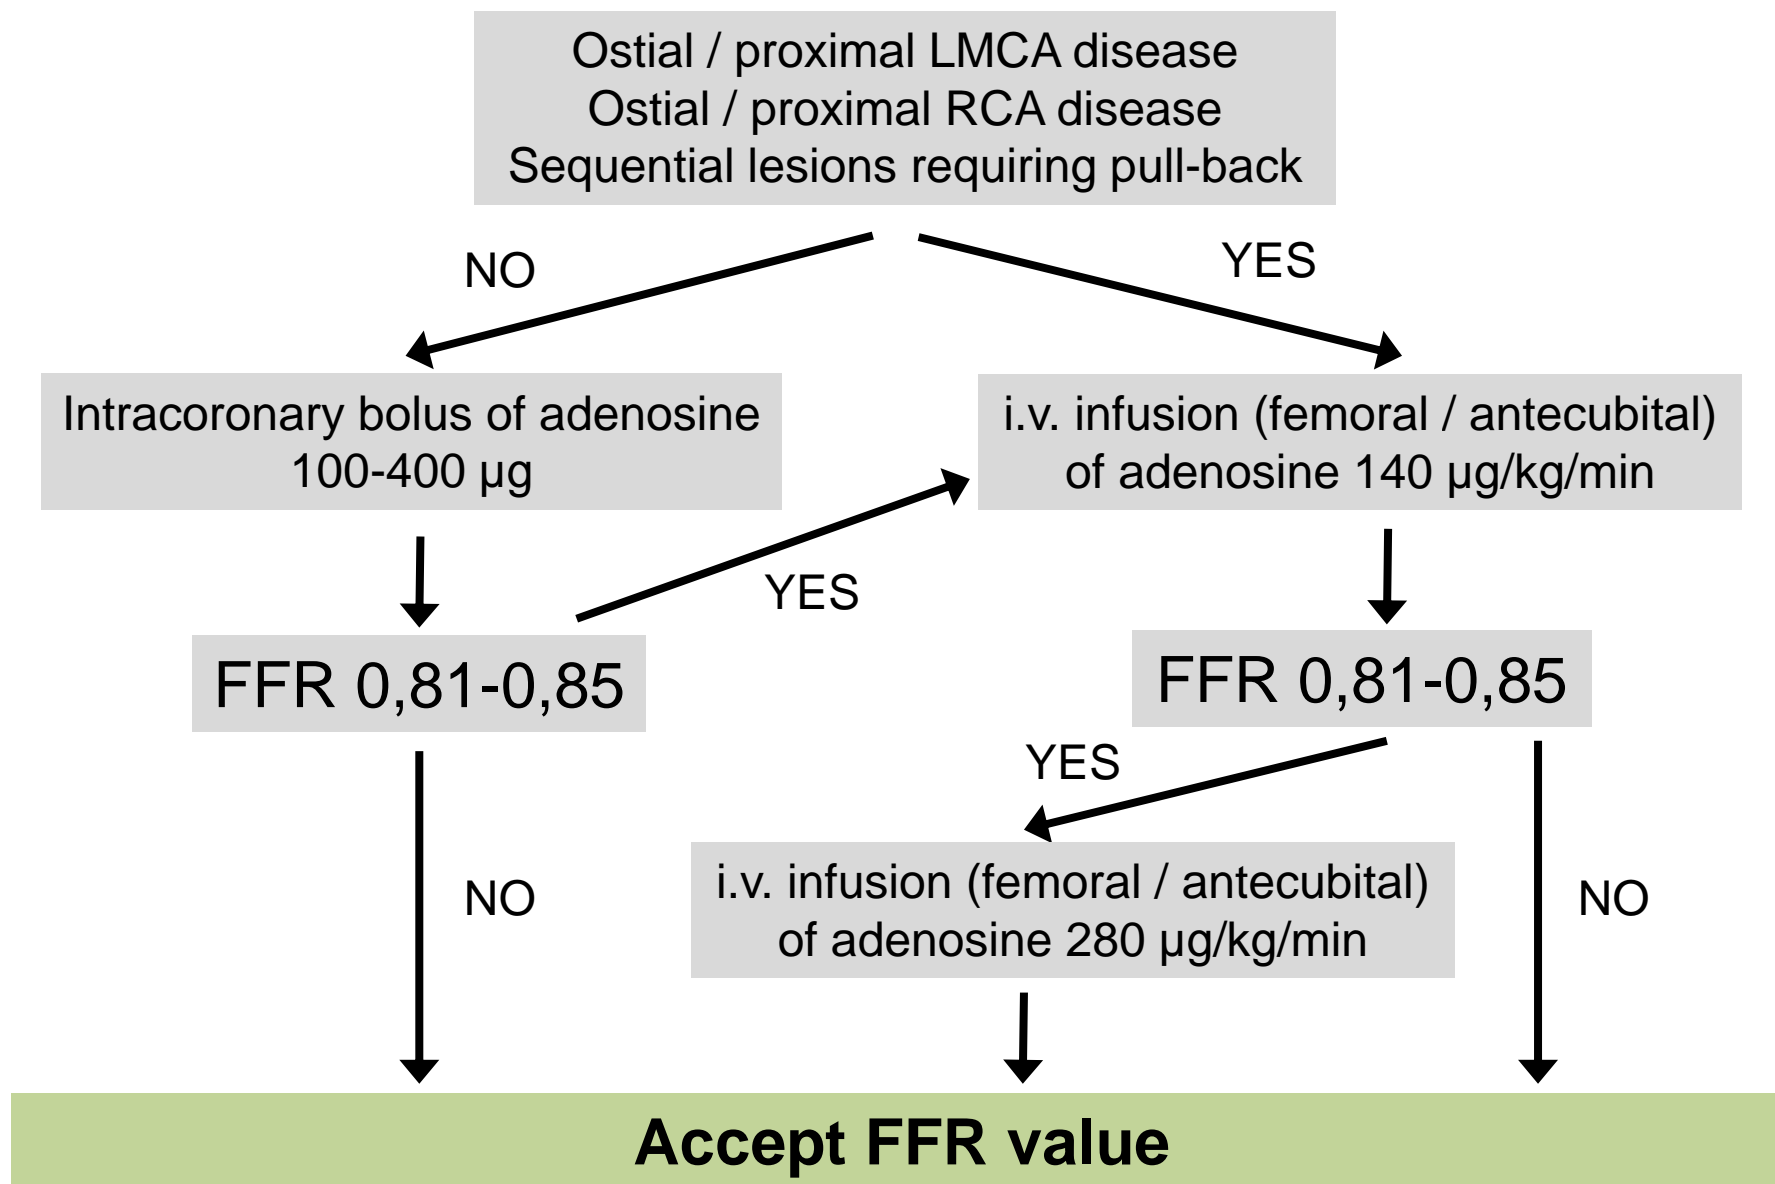 Ostial / proximal LMCA disease
Ostial / proximal RCA disease
Sequential lesions requiring pull-back
NO
YES
Intracoronary bolus of adenosine
100-400 µg
i.v. infusion (femoral / antecubital)
of adenosine 140 µg/kg/min
YES
FFR 0,81-0,85
FFR 0,81-0,85
YES
i.v. infusion (femoral / antecubital)
of adenosine 280 µg/kg/min
NO
NO
Accept FFR value